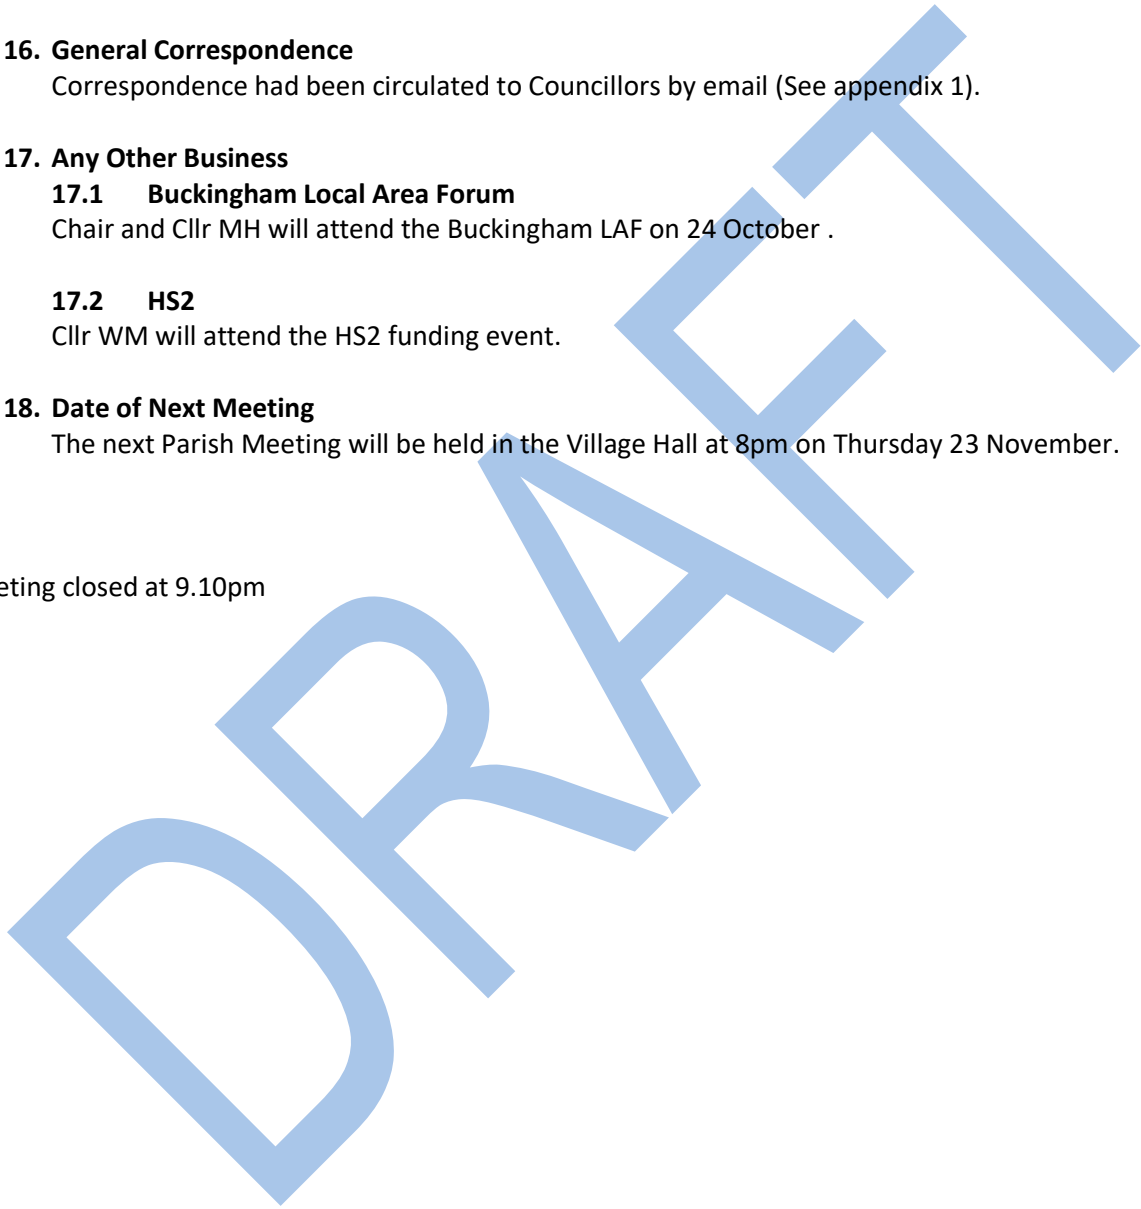 16. General Correspondence
Correspondence had been circulated to Councillors by email (See appendix 1).
17. Any Other Business
17.1 Buckingham Local Area Forum
Chair and Cllr MH will attend the Buckingham LAF on 24 October .
17.2 HS2
Cllr WM will attend the HS2 funding event.
18. Date of Next Meeting
The next Parish Meeting will be held in the Village Hall at 8pm on Thursday 23 November.
eting closed at 9.10pm
DRAFT